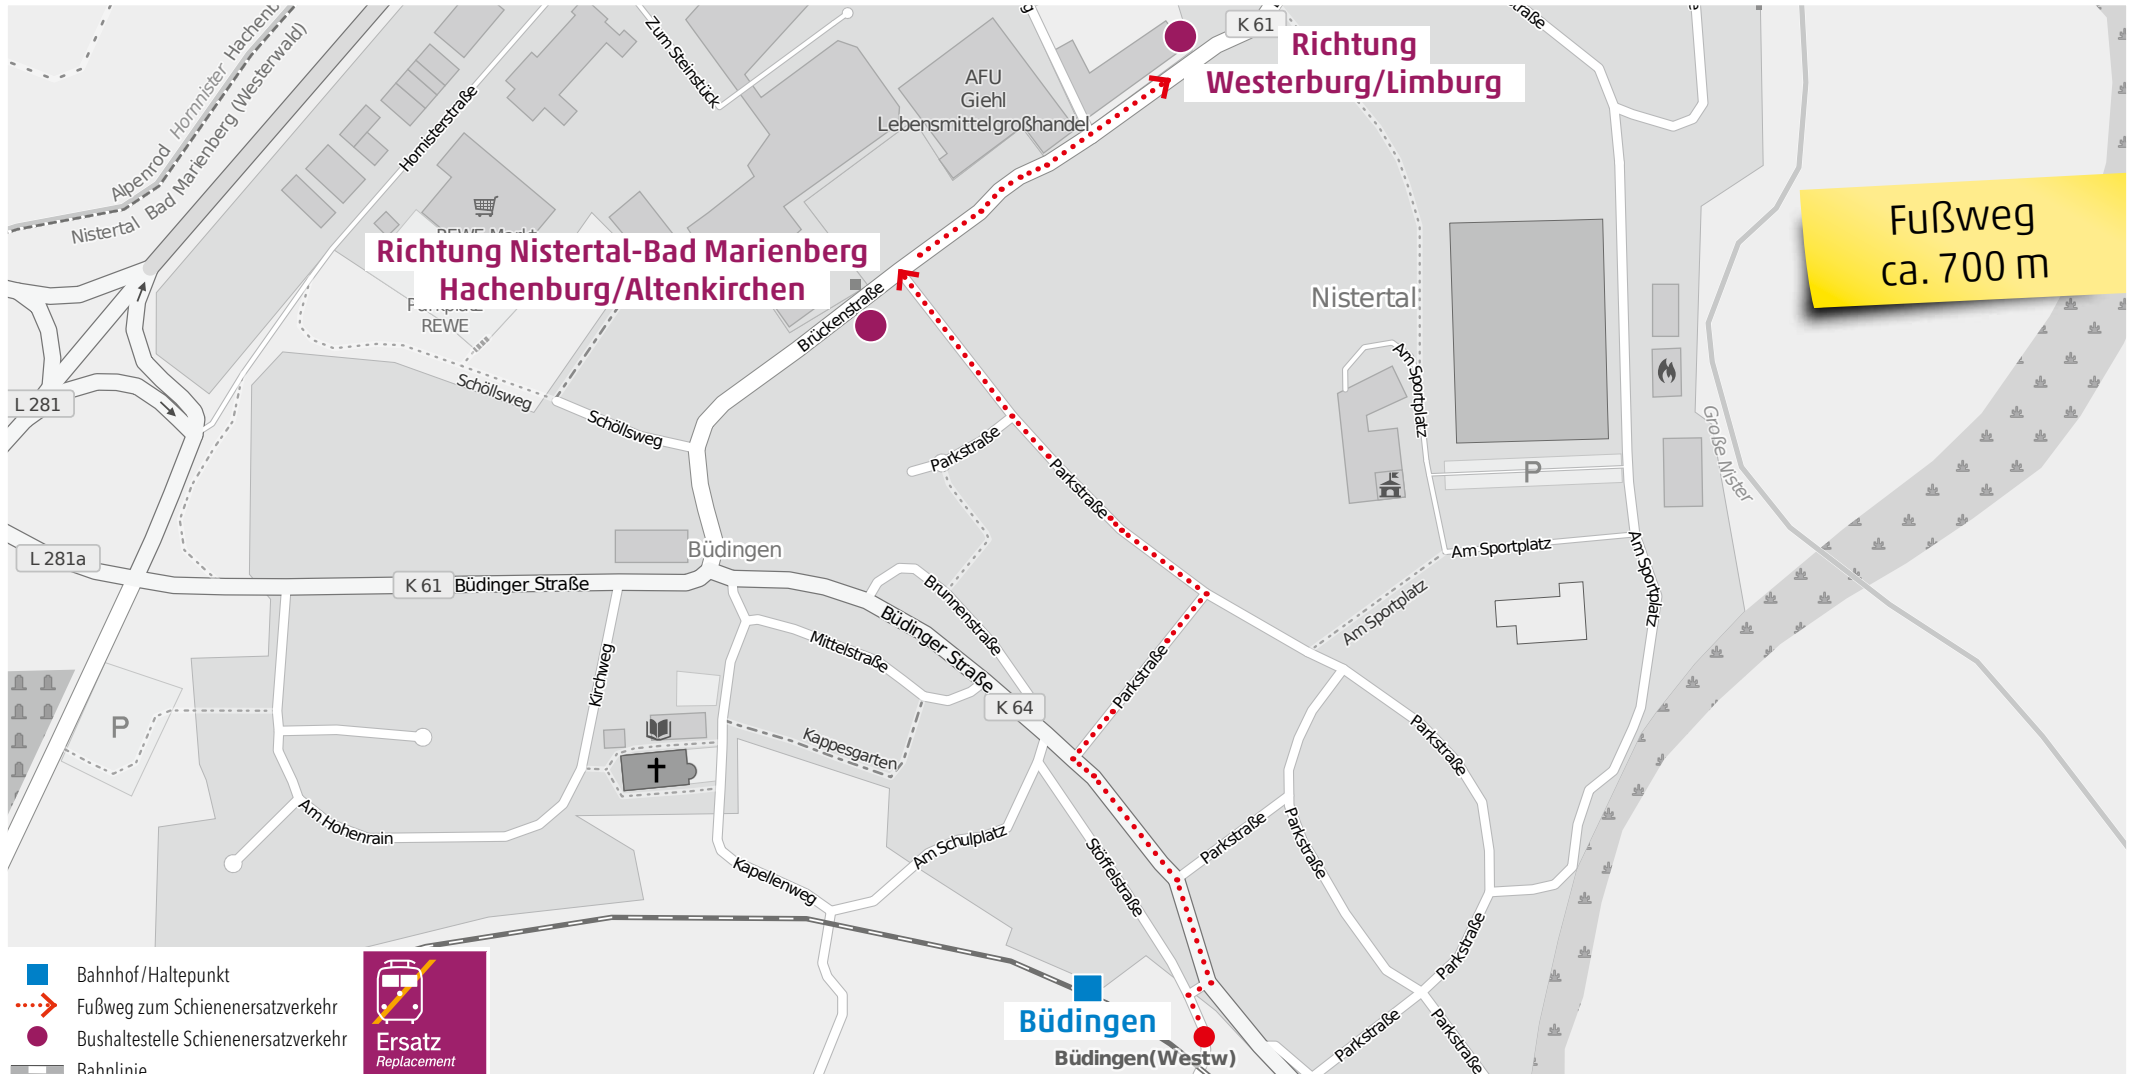 K 61
Richtung
Westerburg/Limburg
Zum Steinstück
AFU
Giehl
Lebensmittelgroßhandel
Hornister Hachenb
Alpenrod
Bad Marienberg (Westerwald)
Nistertal
Hornisterstraße
Fußweg
ca. 700 m
Richtung Nistertal-Bad Marienberg
Hachenburg/Altenkirchen
REWE
Brückenstraße
Nistertal
Am Sportplatz
L 281
Schöllsweg
Schöllsweg
Parkstraße
Parkstraße
P
Große Nister
Büdingen
Am Sportplatz
Am Sportplatz
Am Sportplatz
L 281a
K 61
Büdinger Straße
Brunnenstraße
Büdinger Straße
Mittelstraße
Kirchweg
Parkstraße
K 64
P
Kappesgarten
Parkstraße
Am Hohenrain
Am Schulplatz
Kapellenweg
Stöffelstraße
Parkstraße
Parkstraße
Parkstraße
Parkstraße
Parkstraße
Büdingen
Büdingen(Westw)
Bahnhof/Haltepunkt
Fußweg zum Schienenersatzverkehr
Bushaltestelle Schienenersatzverkehr
Bahnlinie
Ersatz
Replacement